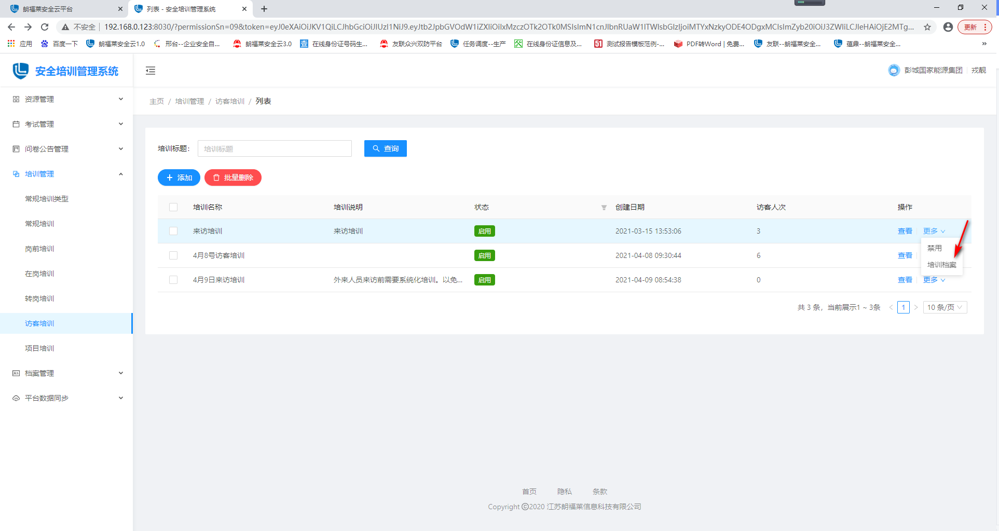 朗福莱安全云平台
列表 - 安全培训管理系统
不安全
192.168.0.123:8030/?permissionSn=09&token=eyJ0eXAiOiJKV1QiLCJhbGciOiJIUzI1NiJ9.eyJtb2JpbGVOdW1iZXIiOiIxMzczOTk2OTk0MSIsImN1cnJlbnRUaW1lTWlsbGlzIjoiMTYxNzkyODE4ODgxMCIsImZyb20iOiJ3ZWIiLCJleHAiOjE2MTg...
更新
应用
百度一下
朗福莱安全云1.0
邢台--企业安全自...
朗福莱安全云3.0
查
在线身份证号码生...
友联众兴双防平台
任务调度--生产
在线身份证信息及...
51
测试报告模板范例-...
PDF转Word | 免费...
友联--朗福莱安全...
蕴鼎--朗福莱安全...
安全培训管理系统
彭城国家能源集团
戎靓
资源管理
考试管理
问卷公告管理
培训管理
常规培训类型
常规培训
岗前培训
在岗培训
转岗培训
访客培训
项目培训
档案管理
平台数据同步
主页 / 培训管理 / 访客培训 / 列表
培训标题：
培训标题
查询
添加
批量删除
培训名称 培训说明 状态 创建日期 访客人次 操作
来访培训 来访培训 启用 2021-03-15 13:53:06 3 查看 更多
禁用
4月8号访客培训 启用 2021-04-08 09:30:44 6 查看
培训档案
4月9日来访培训 外来人员来访前需要系统化培训。以免... 启用 2021-04-09 08:54:38 0 查看 更多
共 3 条，当前展示1 ~ 3条 < 1 > 10 条/页
首页 隐私 条款
Copyright ©2020 江苏朗福莱信息科技有限公司